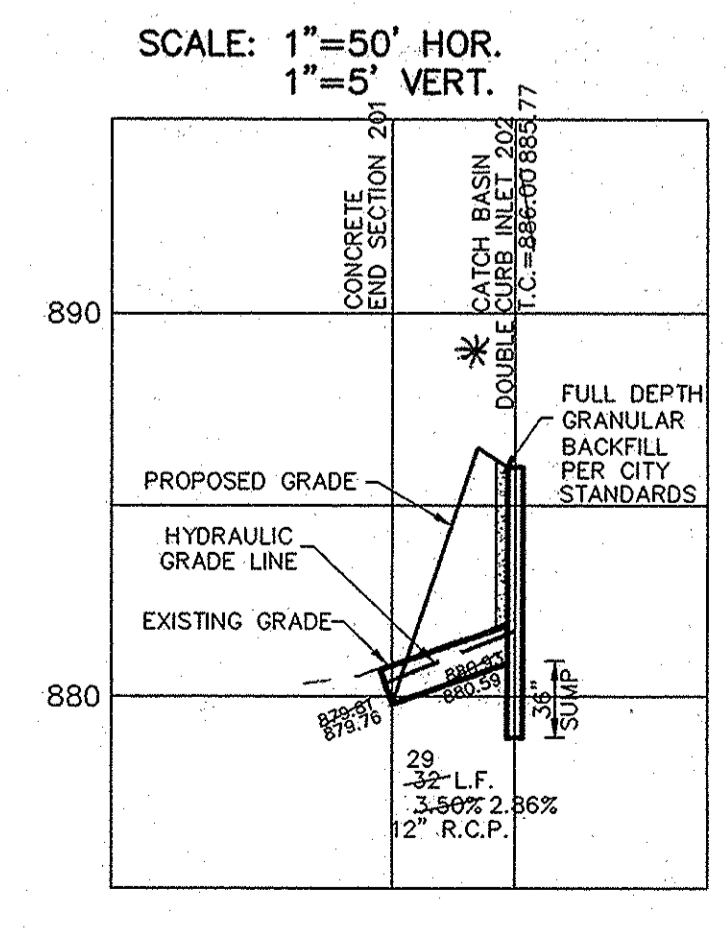 SCALE: 1"=50' HOR.
1"=5' VERT.
CONCRETE
END SECTION 201
CATCH BASIN
DOUBLE CURB INLET 202
T.C.=886.00 885.77
890
FULL DEPTH
GRANULAR
BACKFILL
PER CITY
STANDARDS
PROPOSED GRADE
HYDRAULIC
GRADE LINE
EXISTING GRADE
880
879.81
879.76
880.93
880.59
36"
SUMP
29
32 L.F.
3.50% 2.86%
12" R.C.P.